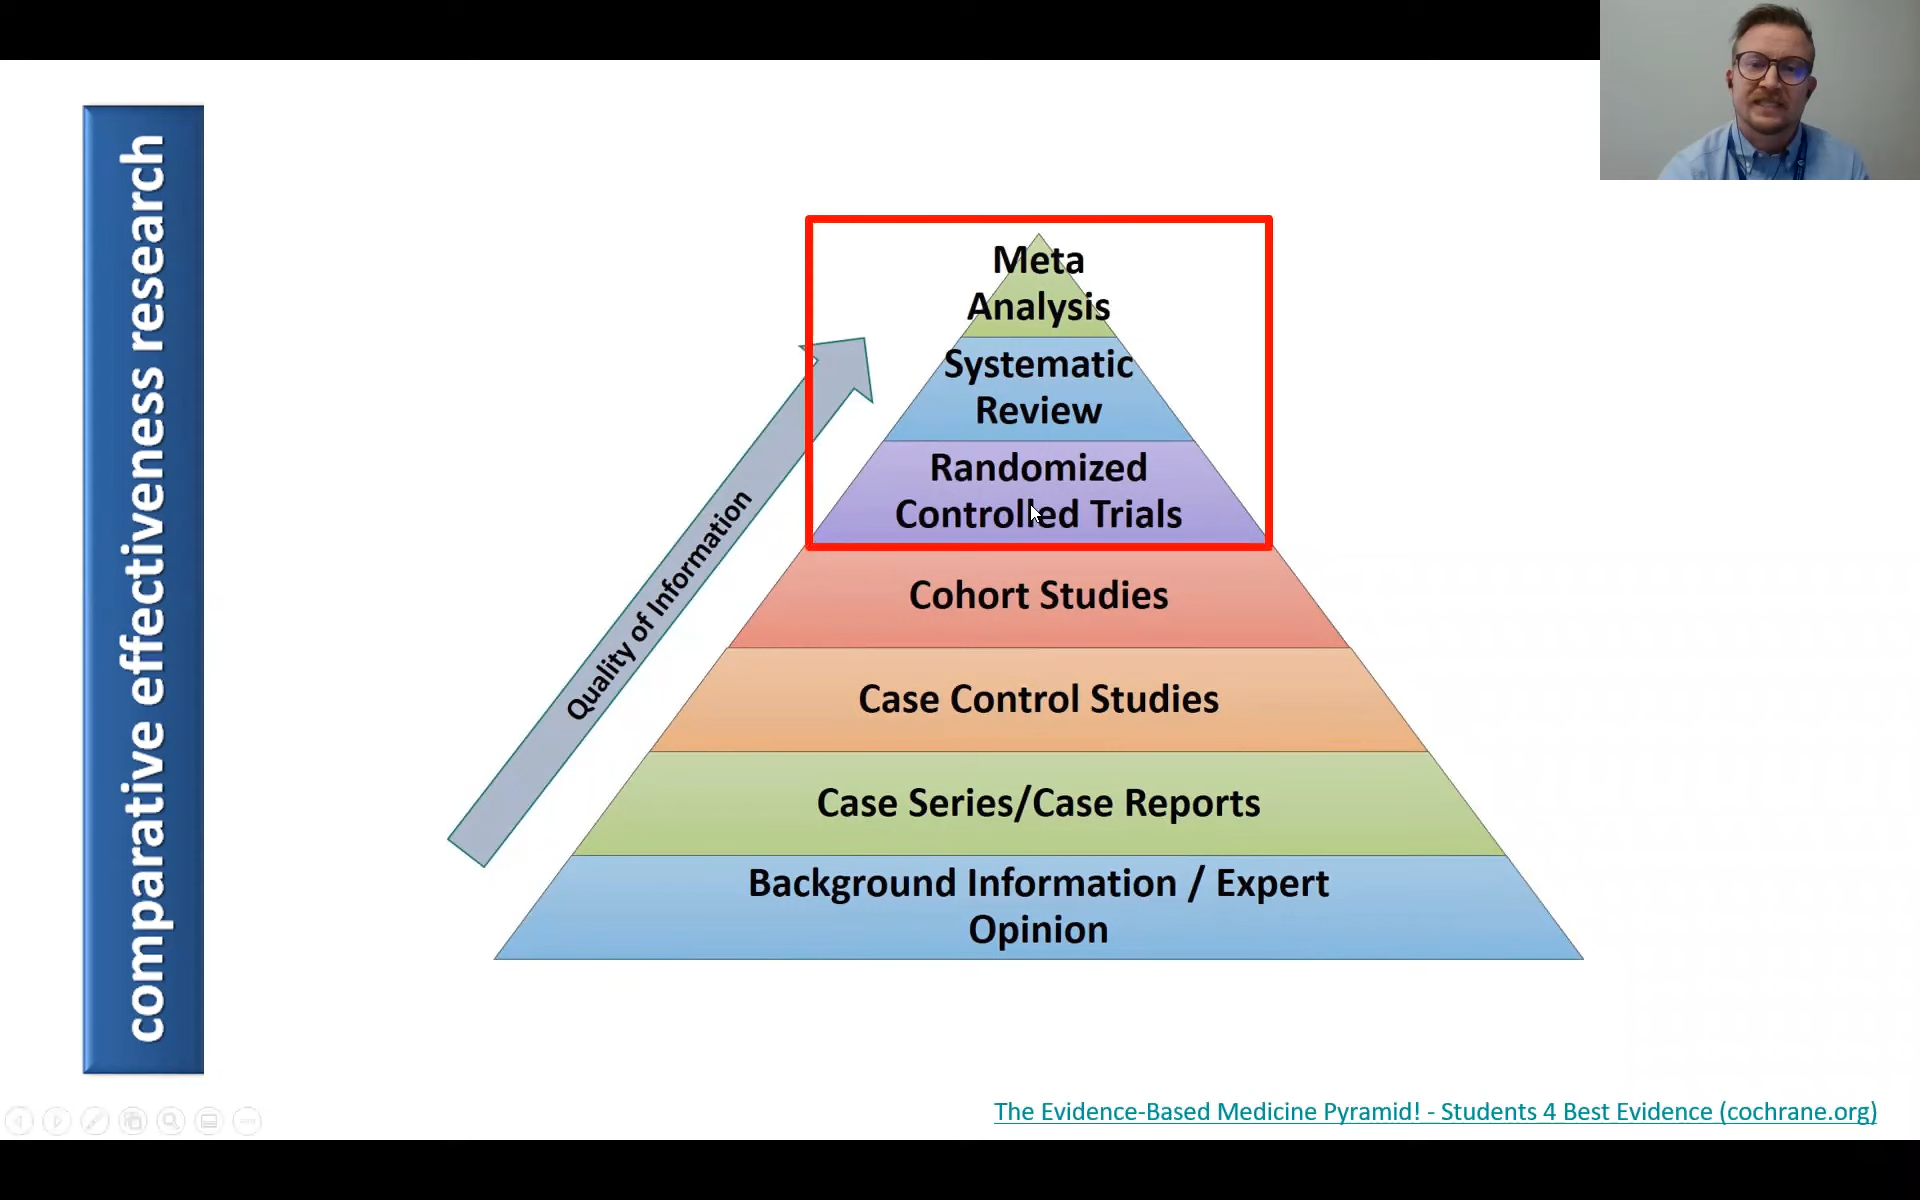 comparative effectiveness research
Meta
Analysis
Systematic
Review
Randomized
Controlled Trials
Quality of Information
Cohort Studies
Case Control Studies
Case Series/Case Reports
Background Information / Expert
Opinion
The Evidence-Based Medicine Pyramid! - Students 4 Best Evidence (cochrane.org)